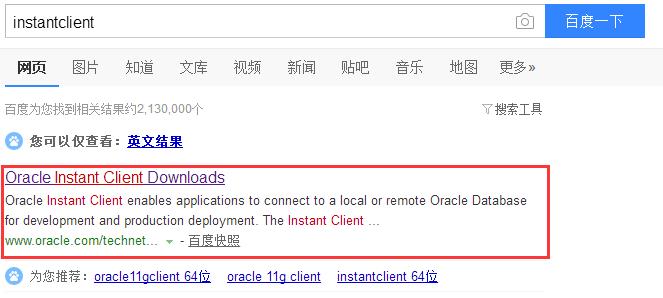 instantclient 百度一下
网页 图片 知道 文库 视频 新闻 贴吧 音乐 地图 更多»
百度为您找到相关结果约2,130,000个 搜索工具
您可以仅查看：英文结果
Oracle Instant Client Downloads
Oracle Instant Client enables applications to connect to a local or remote Oracle Database
for development and production deployment. The Instant Client ...
www.oracle.com/technet... - 百度快照
为您推荐： oracle11gclient 64位 oracle 11g client instantclient 64位